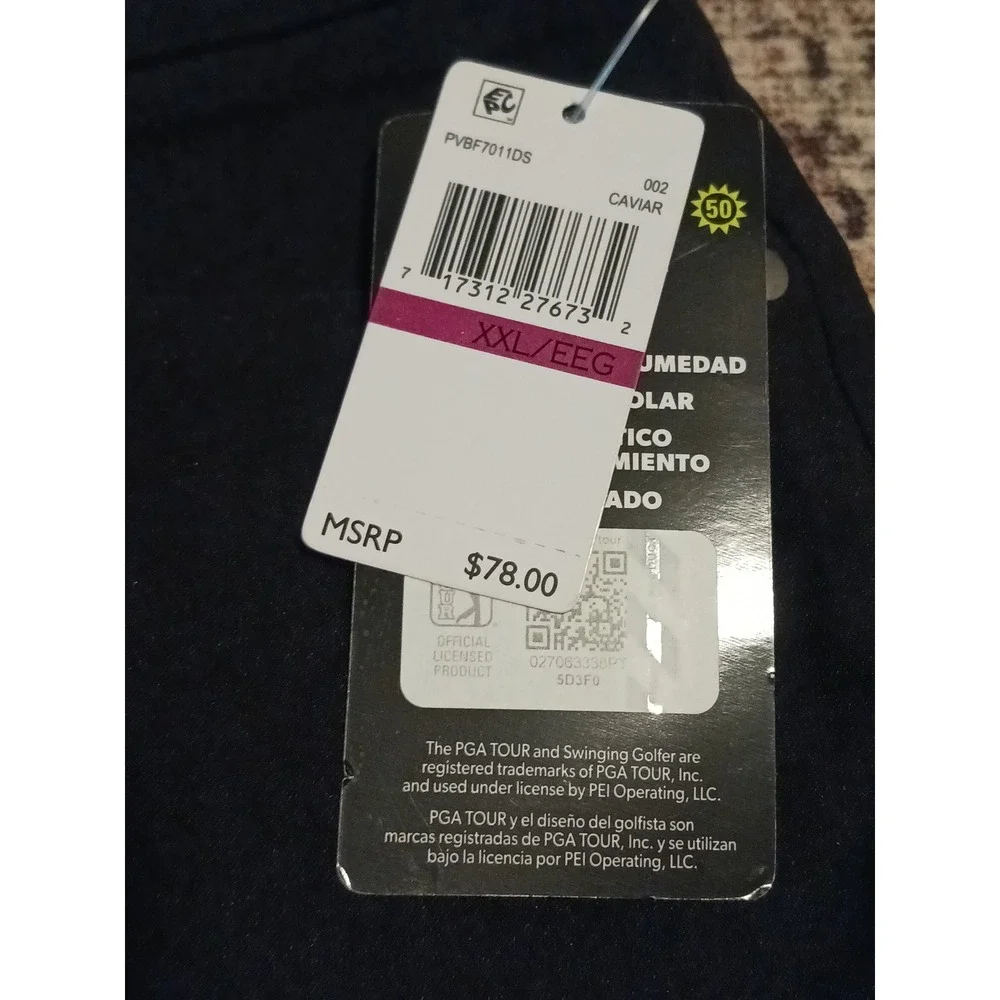 PVBF7011DS
002
CAVIAR
50
7 17312 27673 2
XXL/EEG
UMEDAD
OLAR
TICO
MIENTO
ADO
MSRP $78.00
OFFICIAL
LICENSED
PRODUCT
5D3F0
The PGA TOUR and Swinging Golfer are
registered trademarks of PGA TOUR, Inc.
and used under license by PEI Operating, LLC.
PGA TOUR y el diseño del golfista son
marcas registradas de PGA TOUR, Inc. y se utilizan
bajo la licencia por PEI Operating, LLC.